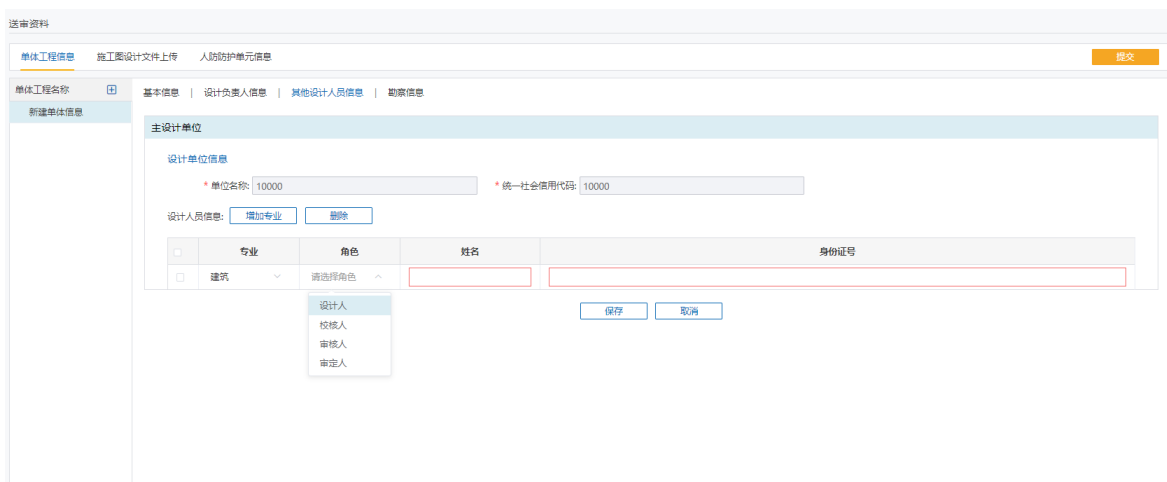 送审资料
单体工程信息 施工图设计文件上传 人防防护单元信息 提交
单体工程名称 基本信息 | 设计负责人信息 | 其他设计人员信息 | 勘察信息
新建单体信息
主设计单位
设计单位信息
* 单位名称: 10000 * 统一社会信用代码: 10000
设计人员信息: 增加专业 删除
专业 角色 姓名 身份证号
建筑 请选择角色
设计人
校核人
审核人
审定人
保存 取消